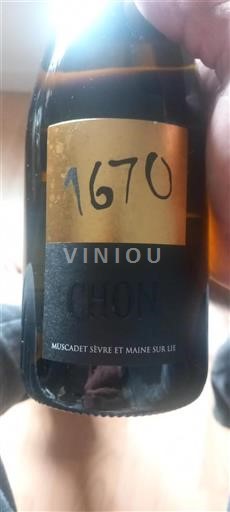 1670
VINIOU
CHON
MUSCADET SÈVRE ET MAINE SUR LIE